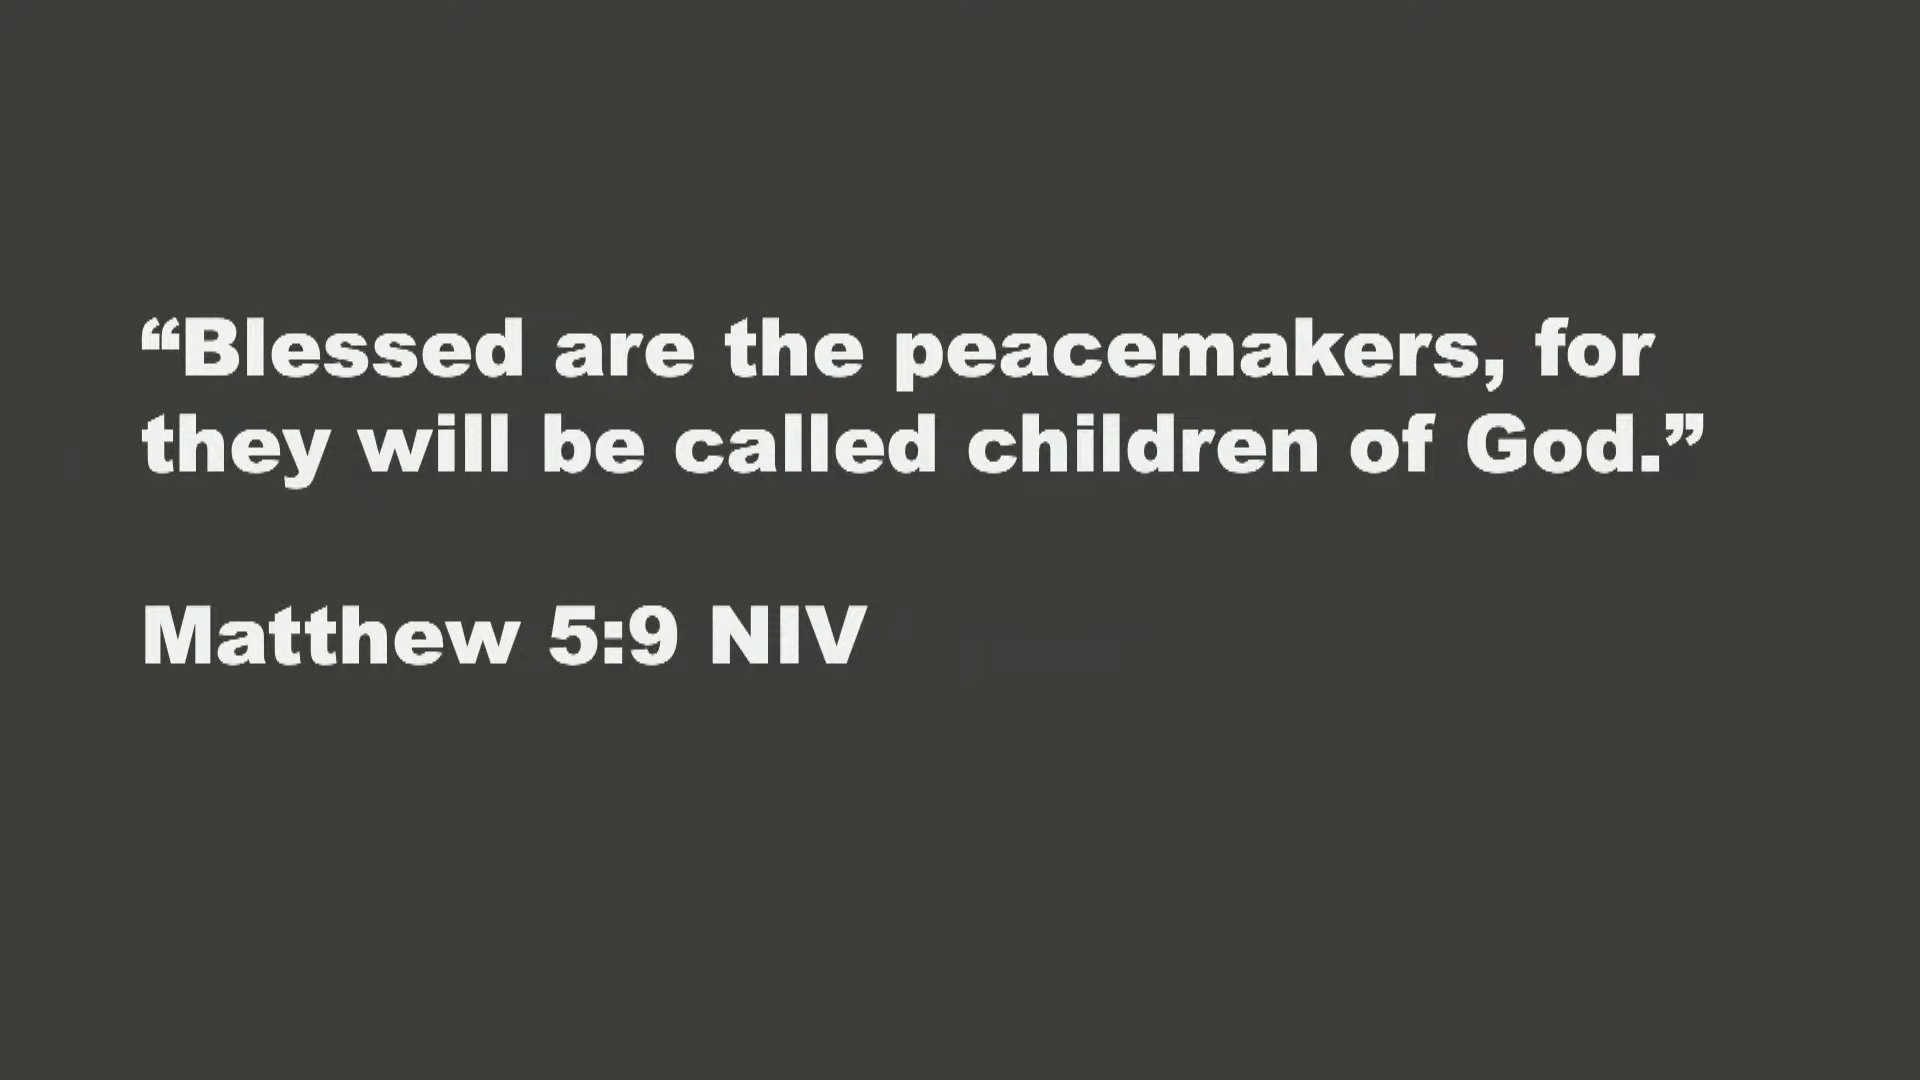 “Blessed are the peacemakers, for
they will be called children of God.”
Matthew 5:9 NIV